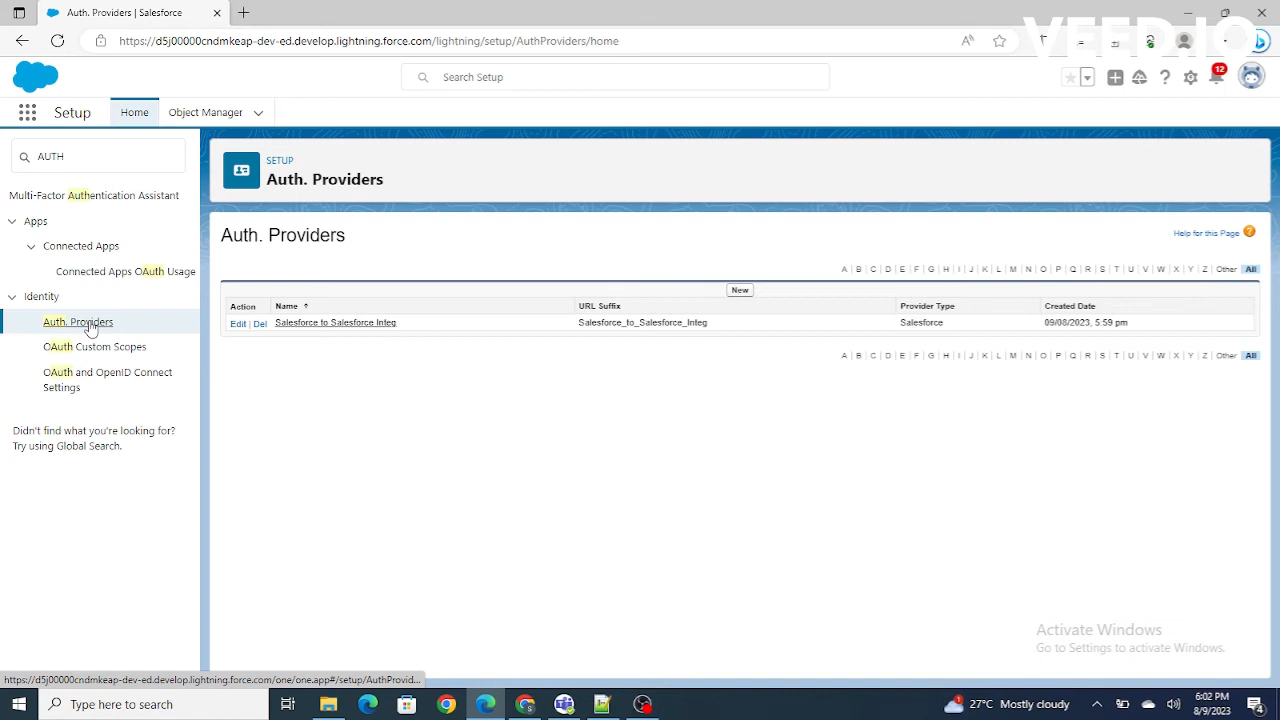 Auth. Providers | Salesforce
VEED.IO
https://d5j00000cndmkeap-dev-ed.develop.lightning.force.com/lightning/setup/AuthProviders/home
Search Setup
12
Setup
Home
Object Manager
AUTH
Multi-Factor Authentication Assistant
Apps
Connected Apps
Connected Apps OAuth Usage
Identity
Auth. Providers
OAuth Custom Scopes
OAuth and OpenID Connect
Settings
Didn't find what you're looking for?
Try using Global Search.
SETUP
Auth. Providers
Auth. Providers
Help for this Page ?
A | B | C | D | E | F | G | H | I | J | K | L | M | N | O | P | Q | R | S | T | U | V | W | X | Y | Z | Other All
New
Action Name ↑ URL Suffix Provider Type Created Date
Edit | Del Salesforce to Salesforce Integ Salesforce_to_Salesforce_Integ Salesforce 09/08/2023, 5:59 pm
A | B | C | D | E | F | G | H | I | J | K | L | M | N | O | P | Q | R | S | T | U | V | W | X | Y | Z | Other All
Activate Windows
Go to Settings to activate Windows.
https://d5j00000cndmkeap-dev-ed.develop.lightning.force.com/one/one.app#/setup/AuthProvid...
Type here to search
1
27°C Mostly cloudy
6:02 PM
8/9/2023
4